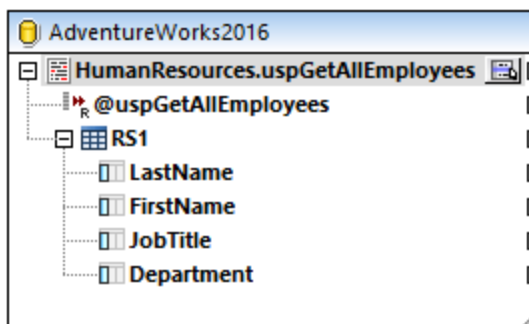 AdventureWorks2016
HumanResources.uspGetAllEmployees
R @uspGetAllEmployees
RS1
LastName
FirstName
JobTitle
Department